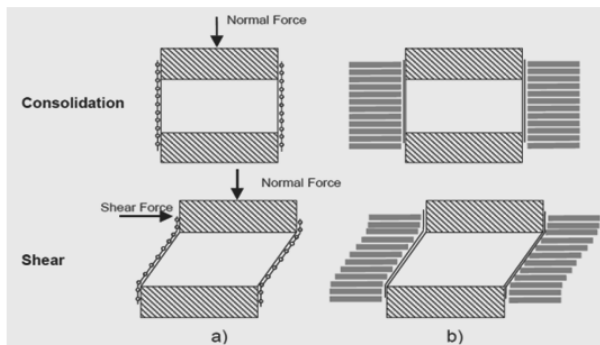 Normal Force
Consolidation
Normal Force
Shear Force
Shear
a)
b)